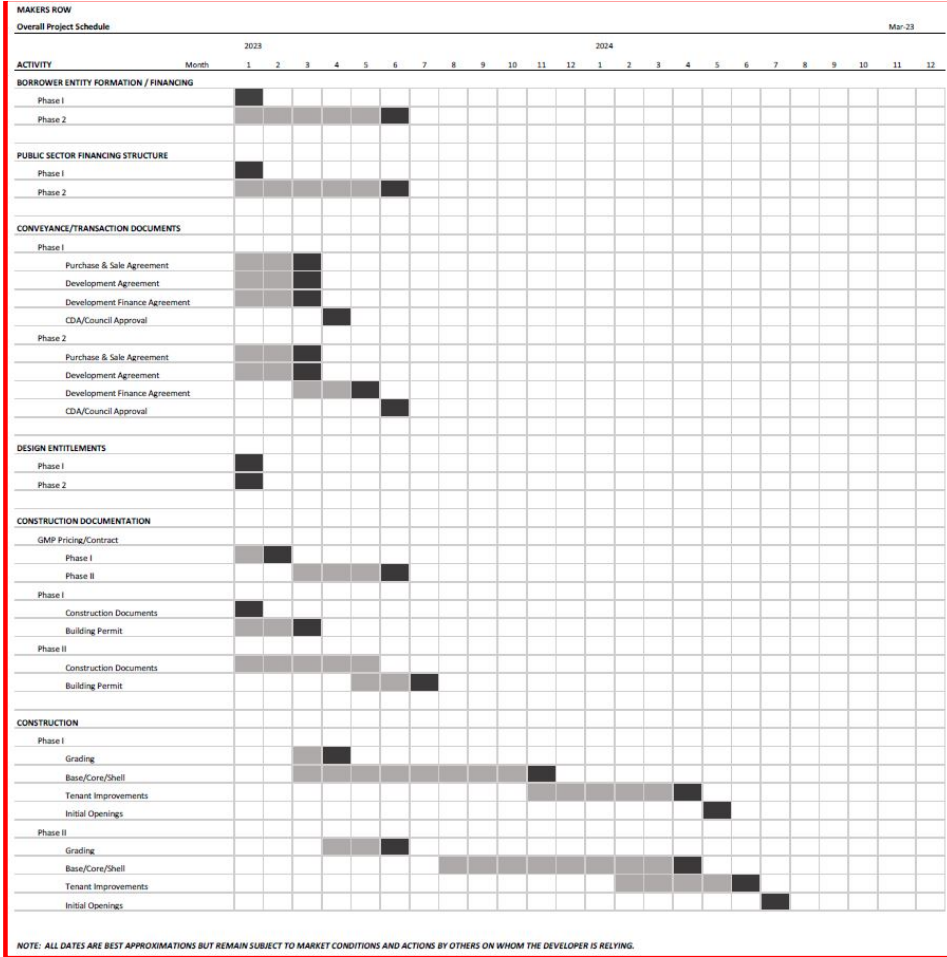 MAKERS ROW
Overall Project Schedule Mar-23
2023 2024
ACTIVITY Month 1 2 3 4 5 6 7 8 9 10 11 12 1 2 3 4 5 6 7 8 9 10 11 12
BORROWER ENTITY FORMATION / FINANCING
Phase I
Phase 2
PUBLIC SECTOR FINANCING STRUCTURE
Phase I
Phase 2
CONVEYANCE/TRANSACTION DOCUMENTS
Phase I
Purchase & Sale Agreement
Development Agreement
Development Finance Agreement
CDA/Council Approval
Phase 2
Purchase & Sale Agreement
Development Agreement
Development Finance Agreement
CDA/Council Approval
DESIGN ENTITLEMENTS
Phase I
Phase 2
CONSTRUCTION DOCUMENTATION
GMP Pricing/Contract
Phase I
Phase II
Phase I
Construction Documents
Building Permit
Phase II
Construction Documents
Building Permit
CONSTRUCTION
Phase I
Grading
Base/Core/Shell
Tenant Improvements
Initial Openings
Phase II
Grading
Base/Core/Shell
Tenant Improvements
Initial Openings
NOTE: ALL DATES ARE BEST APPROXIMATIONS BUT REMAIN SUBJECT TO MARKET CONDITIONS AND ACTIONS BY OTHERS ON WHOM THE DEVELOPER IS RELYING.